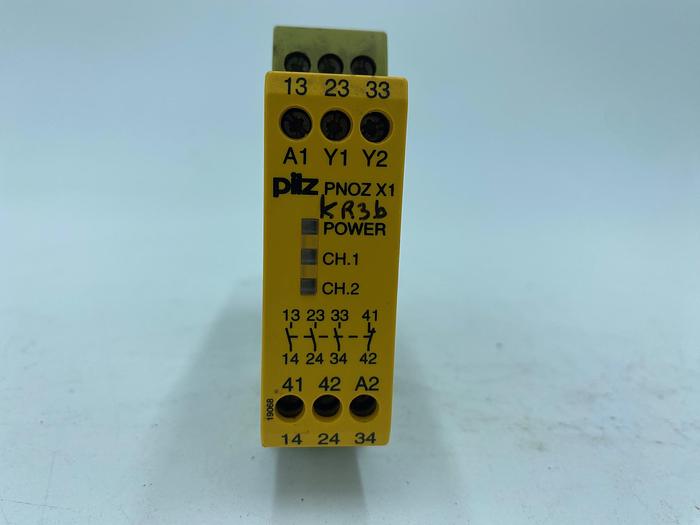 13 23 33
A1 Y1 Y2
pilz PNOZ X1
KR3b
POWER
CH.1
CH.2
13 23 33 41
14 24 34 42
41 42 A2
19068
14 24 34